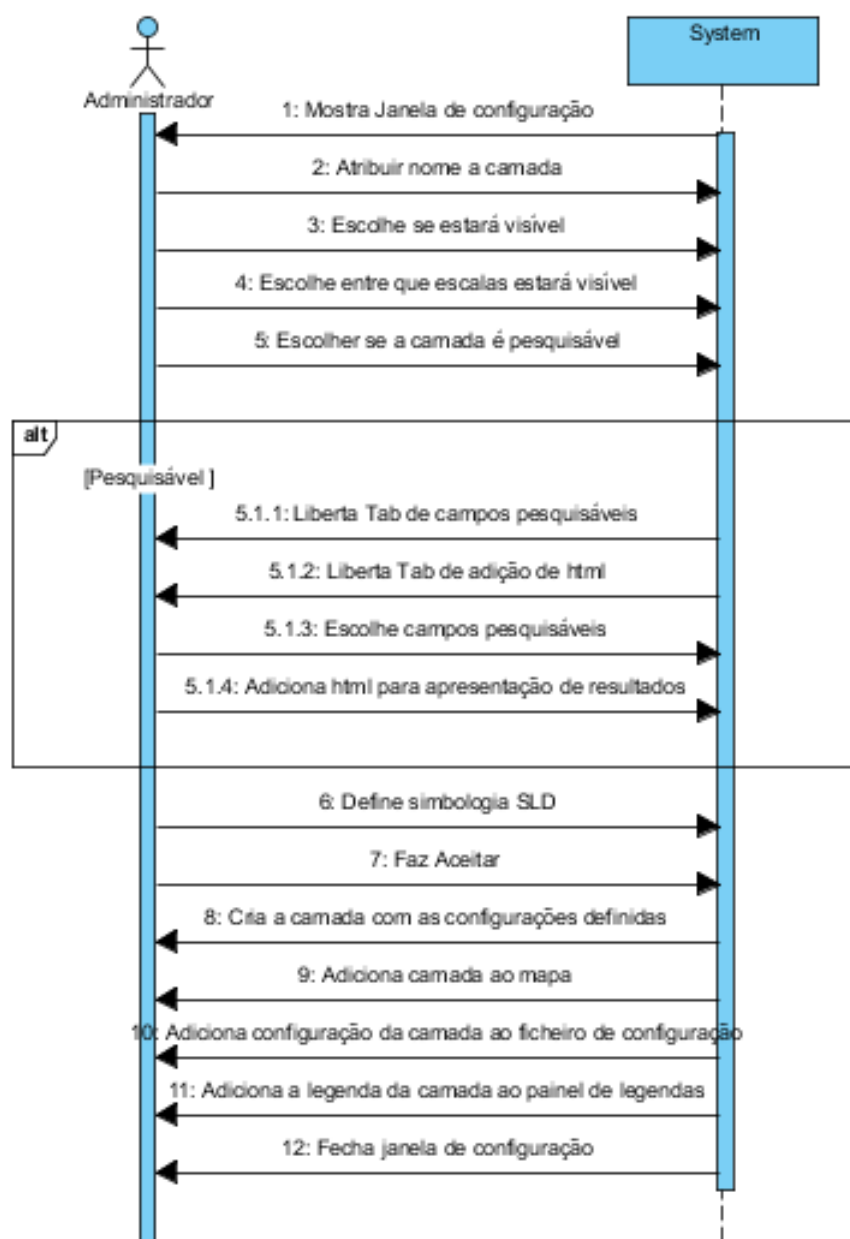 System
Administrador
1: Mostra Janela de configuração
2: Atribuir nome a camada
3: Escolhe se estará visível
4: Escolhe entre que escalas estará visível
5: Escolher se a camada é pesquisável
alt
[Pesquisável ]
5.1.1: Liberta Tab de campos pesquisáveis
5.1.2: Liberta Tab de adição de html
5.1.3: Escolhe campos pesquisáveis
5.1.4: Adiciona html para apresentação de resultados
6: Define simbologia SLD
7: Faz Aceitar
8: Cria a camada com as configurações definidas
9: Adiciona camada ao mapa
10: Adiciona configuração da camada ao ficheiro de configuração
11: Adiciona a legenda da camada ao painel de legendas
12: Fecha janela de configuração